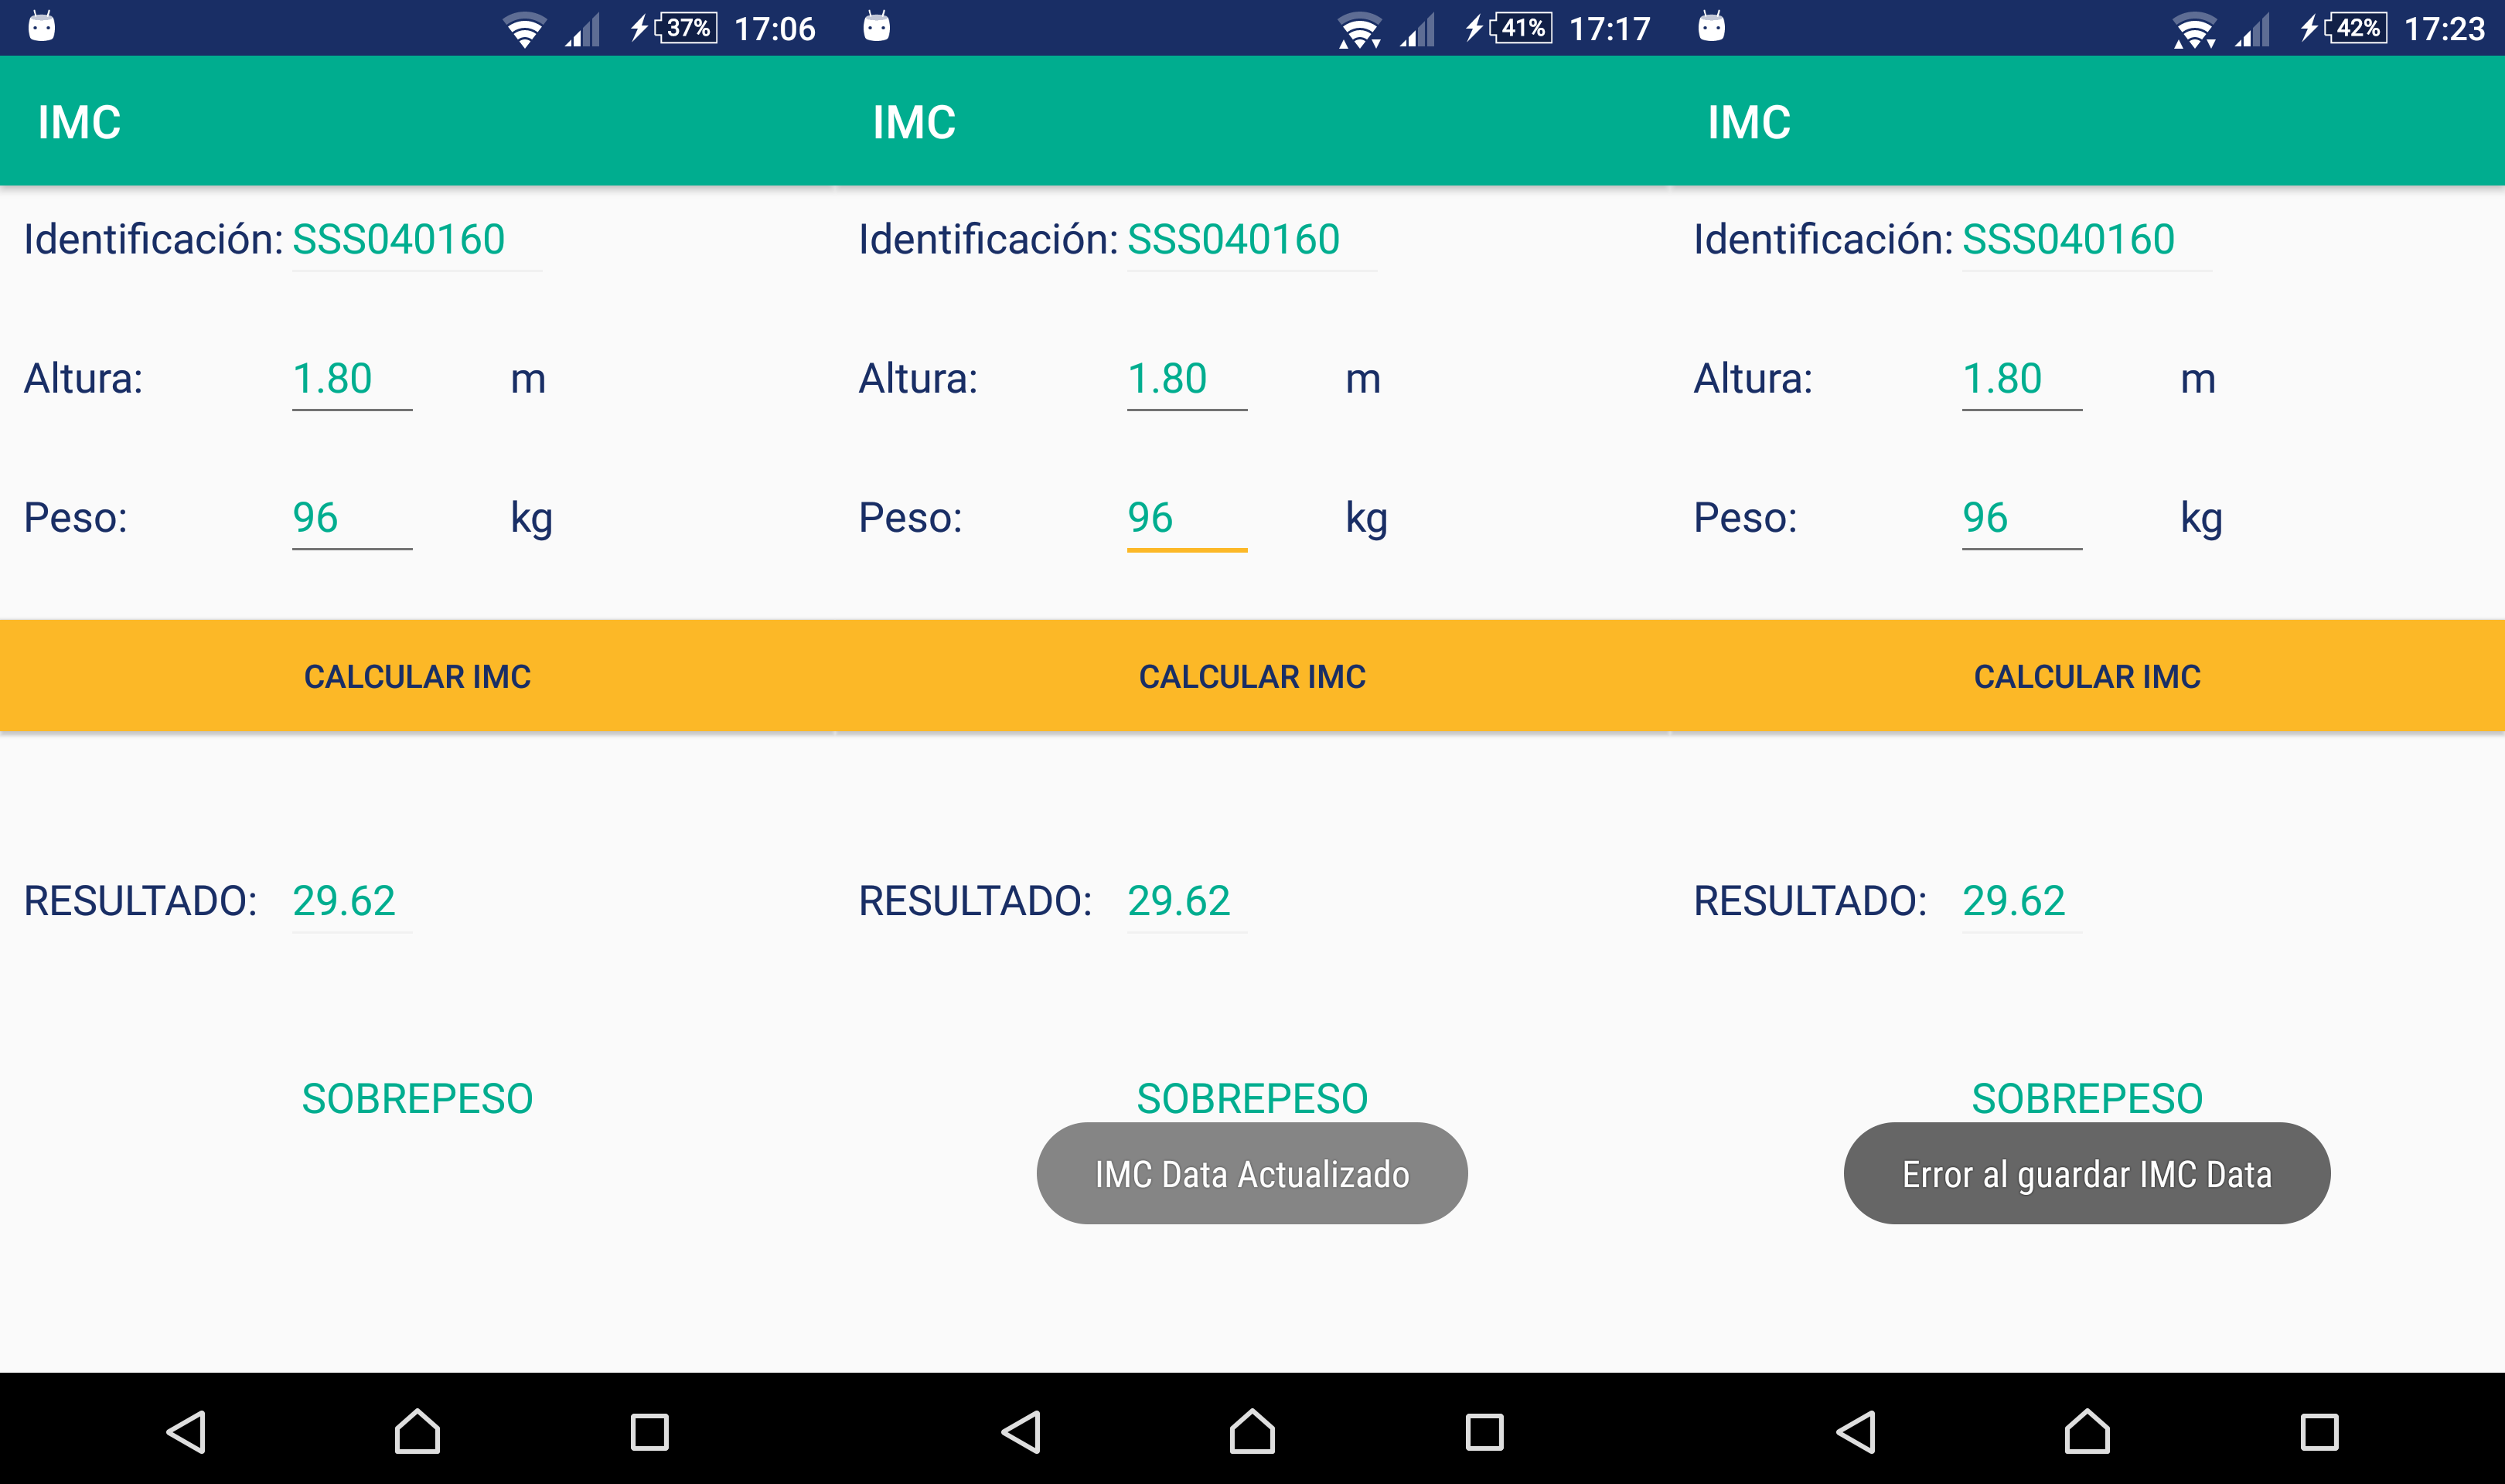 37% 17:06
IMC
Identificación: SSS040160
Altura: 1.80 m
Peso: 96 kg
CALCULAR IMC
RESULTADO: 29.62
SOBREPESO
41% 17:17
IMC
Identificación: SSS040160
Altura: 1.80 m
Peso: 96 kg
CALCULAR IMC
RESULTADO: 29.62
SOBREPESO
IMC Data Actualizado
42% 17:23
IMC
Identificación: SSS040160
Altura: 1.80 m
Peso: 96 kg
CALCULAR IMC
RESULTADO: 29.62
SOBREPESO
Error al guardar IMC Data